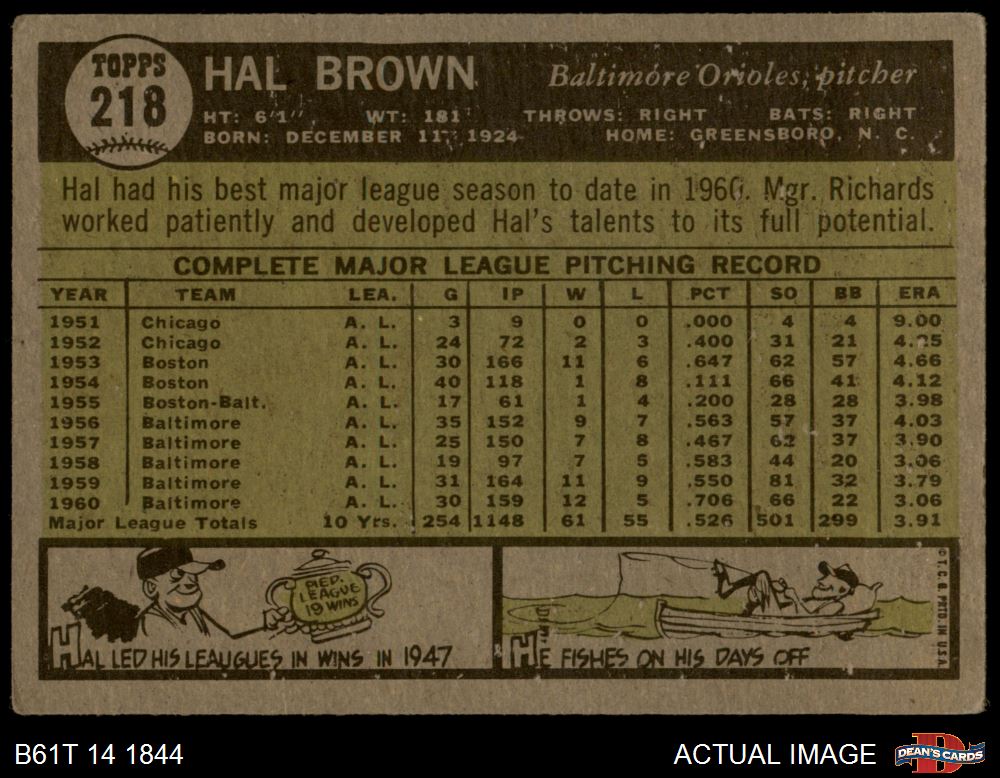 TOPPS
218
HAL BROWN
Baltimore Orioles, pitcher
HT: 6'1", WT: 181 THROWS: RIGHT BATS: RIGHT
BORN: DECEMBER 11, 1924 HOME: GREENSBORO, N. C.
Hal had his best major league season to date in 1960. Mgr. Richards
worked patiently and developed Hal's talents to its full potential.
COMPLETE MAJOR LEAGUE PITCHING RECORD
YEAR TEAM LEA. G IP W L PCT SO BB ERA
1951 Chicago A. L. 3 9 0 0 .000 4 4 9.00
1952 Chicago A. L. 24 72 2 3 .400 31 21 4.25
1953 Boston A. L. 30 166 11 6 .647 62 57 4.66
1954 Boston A. L. 40 118 1 8 .111 66 41 4.12
1955 Boston-Balt. A. L. 17 61 1 4 .200 28 28 3.98
1956 Baltimore A. L. 35 152 9 7 .563 57 37 4.03
1957 Baltimore A. L. 25 150 7 8 .467 62 37 3.90
1958 Baltimore A. L. 19 97 7 5 .583 44 20 3.06
1959 Baltimore A. L. 31 164 11 9 .550 81 32 3.79
1960 Baltimore A. L. 30 159 12 5 .706 66 22 3.06
Major League Totals 10 Yrs. 254 1148 61 55 .526 501 299 3.91
PIED.
LEAGUE
19 WINS
HAL LED HIS LEAUGUES IN WINS IN 1947
HE FISHES ON HIS DAYS OFF
© T.C.G. PRTD. IN U.S.A.
B61T 14 1844
ACTUAL IMAGE
DEAN'S CARDS